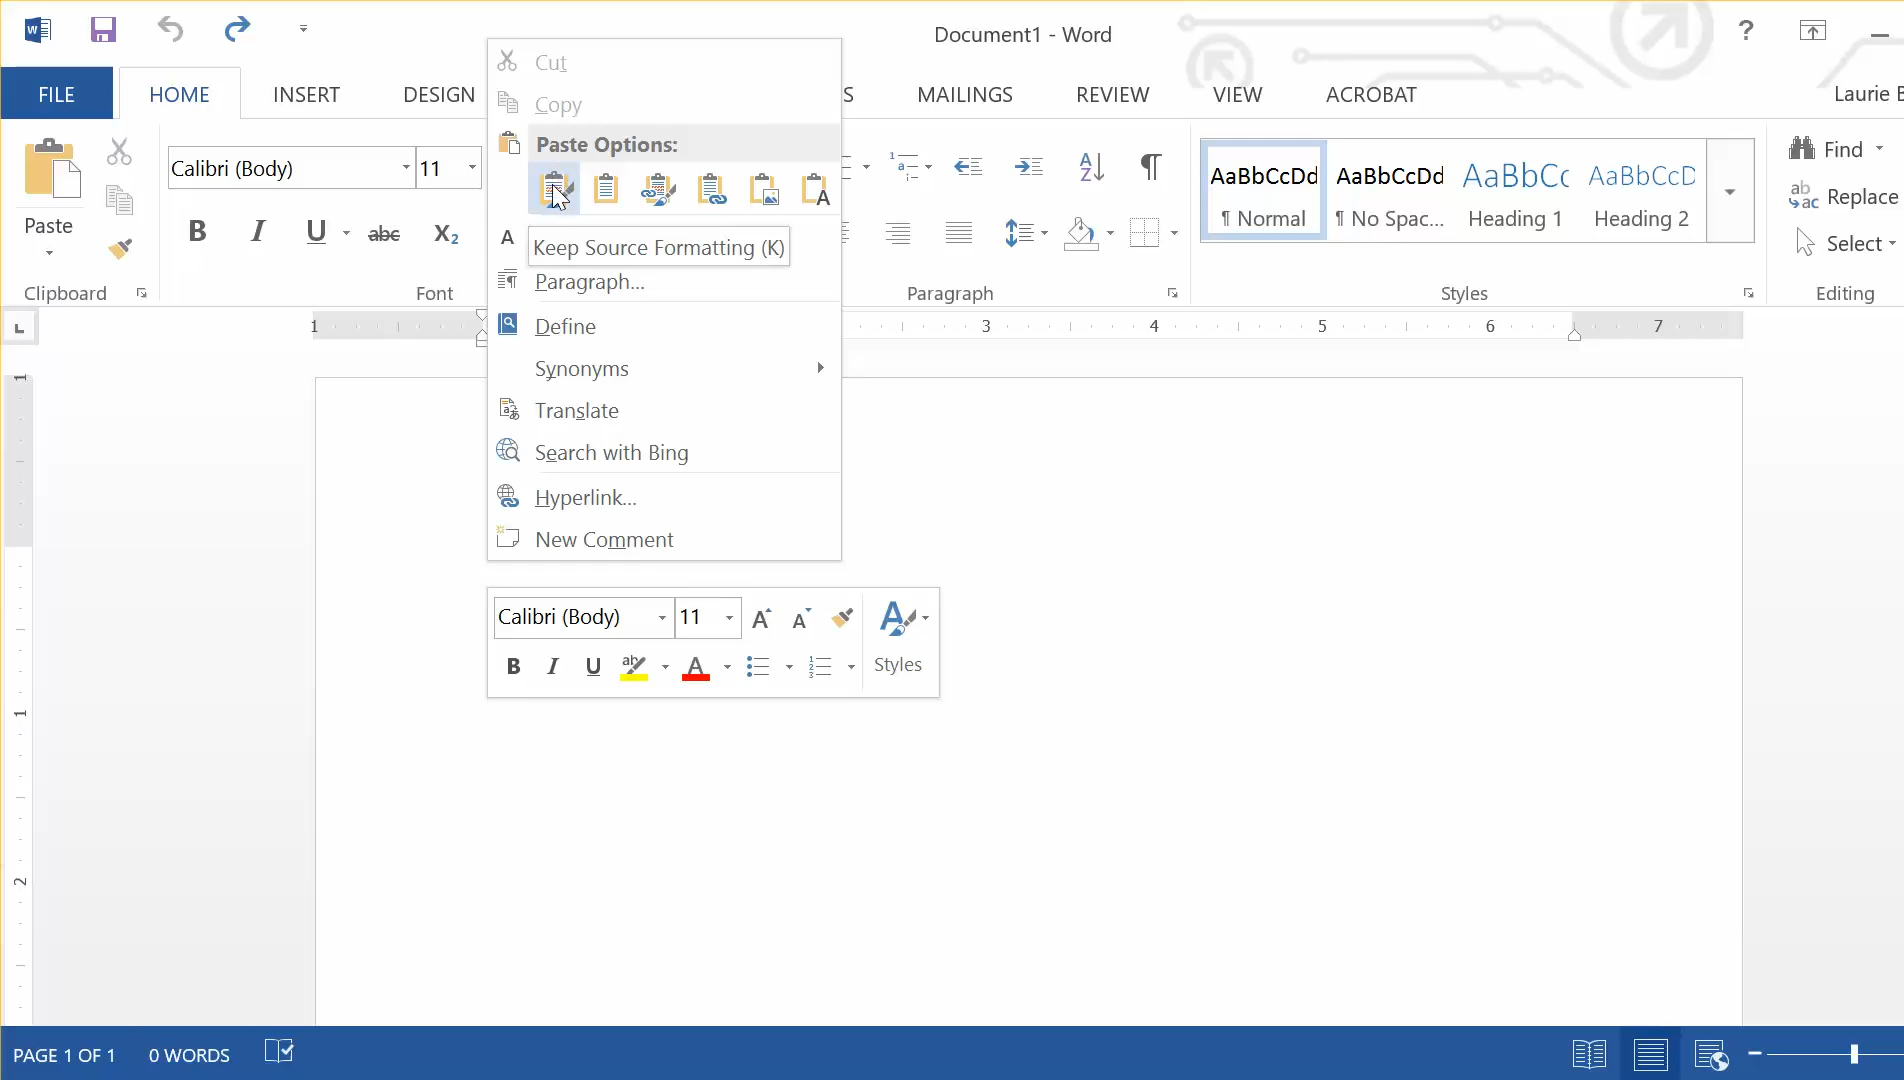 Document1 - Word
?
FILE
HOME
INSERT
DESIGN
S
MAILINGS
REVIEW
VIEW
ACROBAT
Laurie B
Cut
Copy
Paste Options:
Keep Source Formatting (K)
Paragraph...
Define
Synonyms
Translate
Search with Bing
Hyperlink...
New Comment
Paste
Clipboard
Calibri (Body)
11
B I U abc X₂
Font
Paragraph
AaBbCcDd
¶ Normal
AaBbCcDd
¶ No Spac...
AaBbCc
Heading 1
AaBbCcD
Heading 2
Styles
Find
Replace
Select
Editing
1 3 4 5 6 7
1
1
2
Calibri (Body)
11
B I U
Styles
PAGE 1 OF 1
0 WORDS